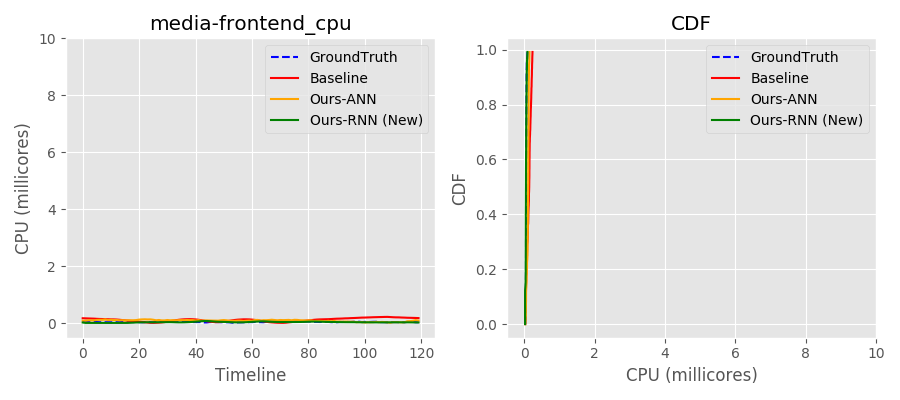 media-frontend_cpu
CPU (millicores)
10
8
6
4
2
0
GroundTruth
Baseline
Ours-ANN
Ours-RNN (New)
0 20 40 60 80 100 120
Timeline
CDF
CDF
1.0
0.8
0.6
0.4
0.2
0.0
GroundTruth
Baseline
Ours-ANN
Ours-RNN (New)
0 2 4 6 8 10
CPU (millicores)